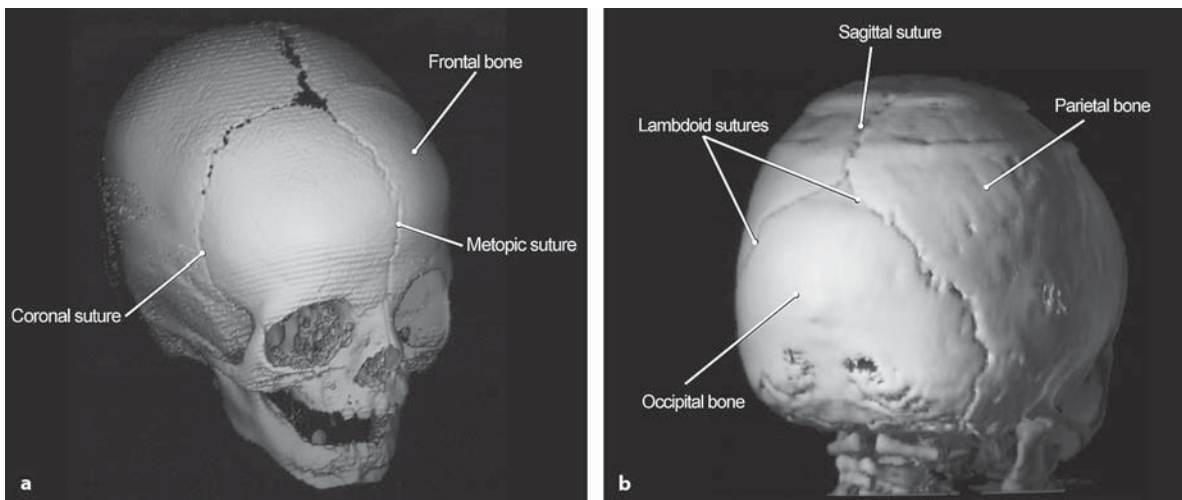 Frontal bone
Metopic suture
Coronal suture
a
Sagittal suture
Parietal bone
Lambdoid sutures
Occipital bone
b